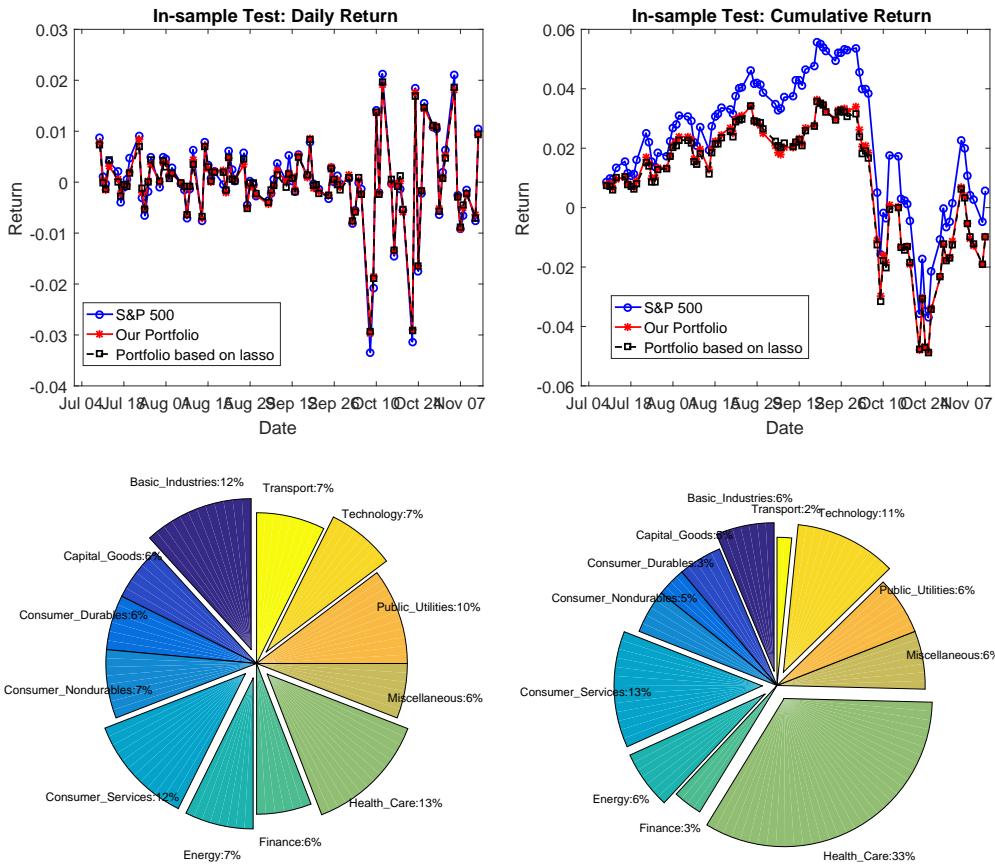 In-sample Test: Daily Return
0.03
0.02
0.01
0
-0.01
-0.02
-0.03
-0.04
Return
S&P 500
Our Portfolio
Portfolio based on lasso
Jul 04 Jul 18 Aug 01 Aug 15 Aug 29 Sep 12 Sep 26 Oct 10 Oct 24 Nov 07
Date
In-sample Test: Cumulative Return
0.06
0.04
0.02
0
-0.02
-0.04
-0.06
Return
S&P 500
Our Portfolio
Portfolio based on lasso
Jul 04 Jul 18 Aug 01 Aug 15 Aug 29 Sep 12 Sep 26 Oct 10 Oct 24 Nov 07
Date
Basic_Industries:12%
Transport:7%
Technology:7%
Capital_Goods:6%
Public_Utilities:10%
Consumer_Durables:6%
Consumer_Nondurables:7%
Miscellaneous:6%
Consumer_Services:12%
Health_Care:13%
Finance:6%
Energy:7%
Basic_Industries:6%
Transport:2%
Technology:11%
Capital_Goods:6%
Consumer_Durables:3%
Public_Utilities:6%
Consumer_Nondurables:5%
Miscellaneous:6%
Consumer_Services:13%
Energy:6%
Finance:3%
Health_Care:33%